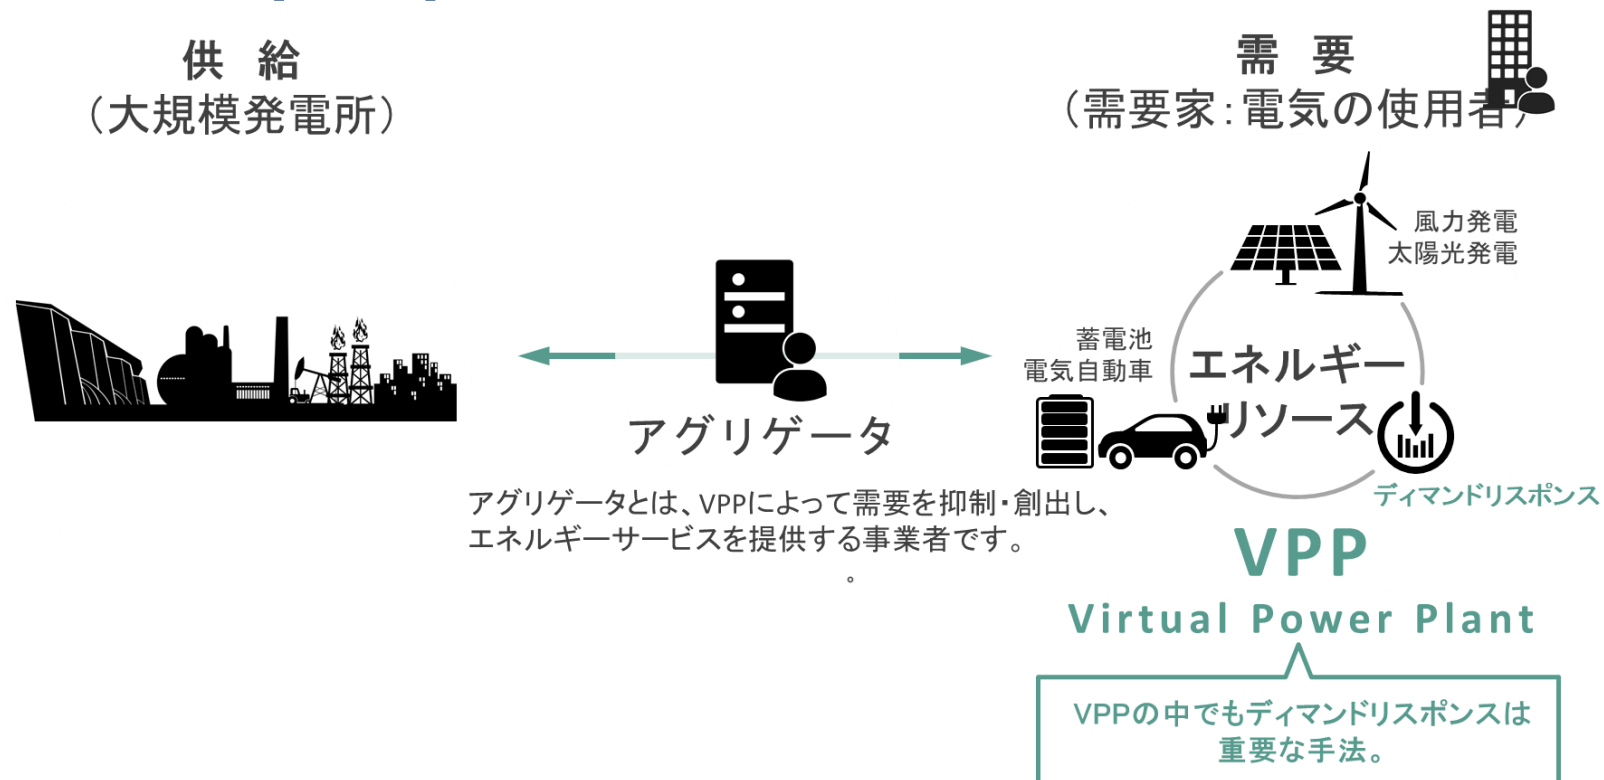 供 給
（大規模発電所）
需 要
（需要家：電気の使用者）
風力発電
太陽光発電
蓄電池
電気自動車
エネルギー
リソース
ディマンドリスポンス
アグリゲータ
アグリゲータとは、VPPによって需要を抑制・創出し、
エネルギーサービスを提供する事業者です。
。
VPP
Virtual Power Plant
VPPの中でもディマンドリスポンスは
重要な手法。